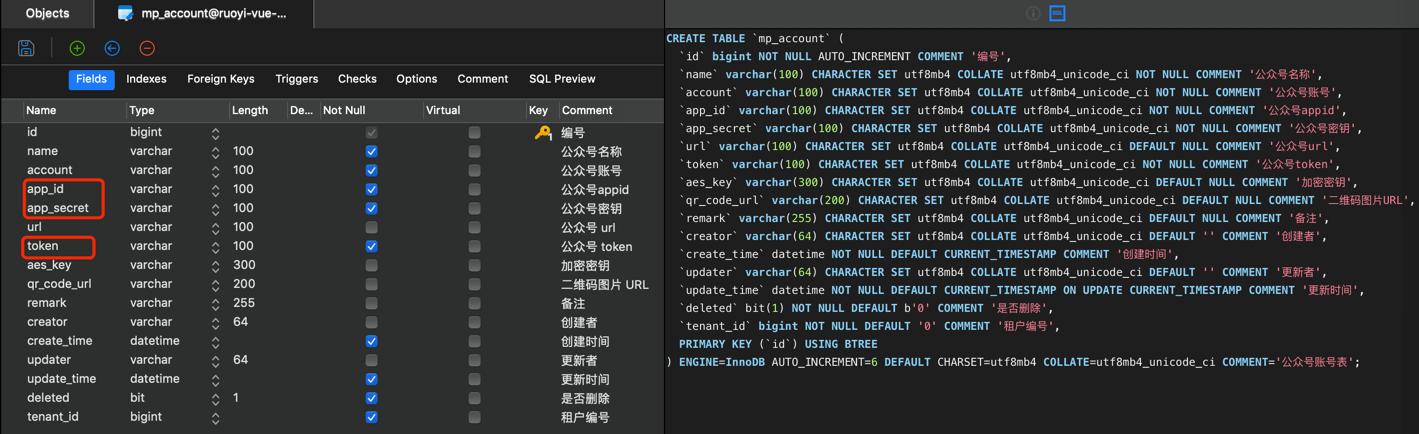 Objects
mp_account@ruoyi-vue-...
Fields Indexes Foreign Keys Triggers Checks Options Comment SQL Preview
Name Type Length De... Not Null Virtual Key Comment
id bigint 1 编号
name varchar 100 公众号名称
account varchar 100 公众号账号
app_id varchar 100 公众号appid
app_secret varchar 100 公众号密钥
url varchar 100 公众号 url
token varchar 100 公众号 token
aes_key varchar 300 加密密钥
qr_code_url varchar 200 二维码图片 URL
remark varchar 255 备注
creator varchar 64 创建者
create_time datetime 创建时间
updater varchar 64 更新者
update_time datetime 更新时间
deleted bit 1 是否删除
tenant_id bigint 租户编号
CREATE TABLE `mp_account` (
`id` bigint NOT NULL AUTO_INCREMENT COMMENT '编号',
`name` varchar(100) CHARACTER SET utf8mb4 COLLATE utf8mb4_unicode_ci NOT NULL COMMENT '公众号名称',
`account` varchar(100) CHARACTER SET utf8mb4 COLLATE utf8mb4_unicode_ci NOT NULL COMMENT '公众号账号',
`app_id` varchar(100) CHARACTER SET utf8mb4 COLLATE utf8mb4_unicode_ci NOT NULL COMMENT '公众号appid',
`app_secret` varchar(100) CHARACTER SET utf8mb4 COLLATE utf8mb4_unicode_ci NOT NULL COMMENT '公众号密钥',
`url` varchar(100) CHARACTER SET utf8mb4 COLLATE utf8mb4_unicode_ci DEFAULT NULL COMMENT '公众号url',
`token` varchar(100) CHARACTER SET utf8mb4 COLLATE utf8mb4_unicode_ci NOT NULL COMMENT '公众号token',
`aes_key` varchar(300) CHARACTER SET utf8mb4 COLLATE utf8mb4_unicode_ci DEFAULT NULL COMMENT '加密密钥',
`qr_code_url` varchar(200) CHARACTER SET utf8mb4 COLLATE utf8mb4_unicode_ci DEFAULT NULL COMMENT '二维码图片URL',
`remark` varchar(255) CHARACTER SET utf8mb4 COLLATE utf8mb4_unicode_ci DEFAULT NULL COMMENT '备注',
`creator` varchar(64) CHARACTER SET utf8mb4 COLLATE utf8mb4_unicode_ci DEFAULT '' COMMENT '创建者',
`create_time` datetime NOT NULL DEFAULT CURRENT_TIMESTAMP COMMENT '创建时间',
`updater` varchar(64) CHARACTER SET utf8mb4 COLLATE utf8mb4_unicode_ci DEFAULT '' COMMENT '更新者',
`update_time` datetime NOT NULL DEFAULT CURRENT_TIMESTAMP ON UPDATE CURRENT_TIMESTAMP COMMENT '更新时间',
`deleted` bit(1) NOT NULL DEFAULT b'0' COMMENT '是否删除',
`tenant_id` bigint NOT NULL DEFAULT '0' COMMENT '租户编号',
PRIMARY KEY (`id`) USING BTREE
) ENGINE=InnoDB AUTO_INCREMENT=6 DEFAULT CHARSET=utf8mb4 COLLATE=utf8mb4_unicode_ci COMMENT='公众号账号表';